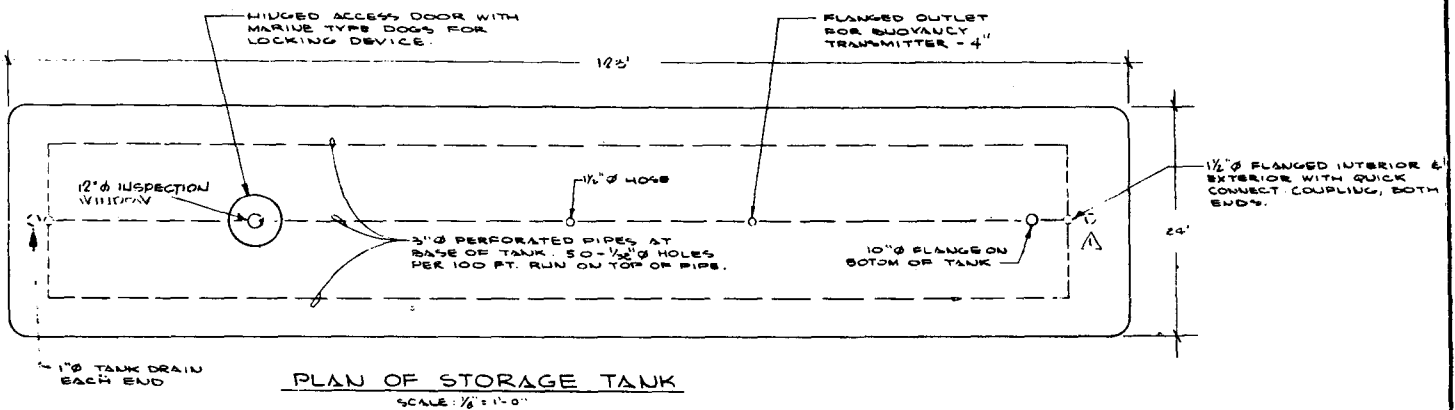 HINGED ACCESS DOOR WITH
MARINE TYPE DOGS FOR
LOCKING DEVICE.
FLANGED OUTLET
FOR BUOYANCY
TRANSMITTER - 4"
123'
12"Ø INSPECTION
WINDOW
1½"Ø HOSE
1½"Ø FLANGED INTERIOR &
EXTERIOR WITH QUICK
CONNECT COUPLING, BOTH
ENDS.
3"Ø PERFORATED PIPES AT
BASE OF TANK. 50-1/32"Ø HOLES
PER 100 FT. RUN ON TOP OF PIPE.
10"Ø FLANGE ON
BOTOM OF TANK
1
24'
1"Ø TANK DRAIN
EACH END
PLAN OF STORAGE TANK
SCALE: 1/8" = 1'-0"